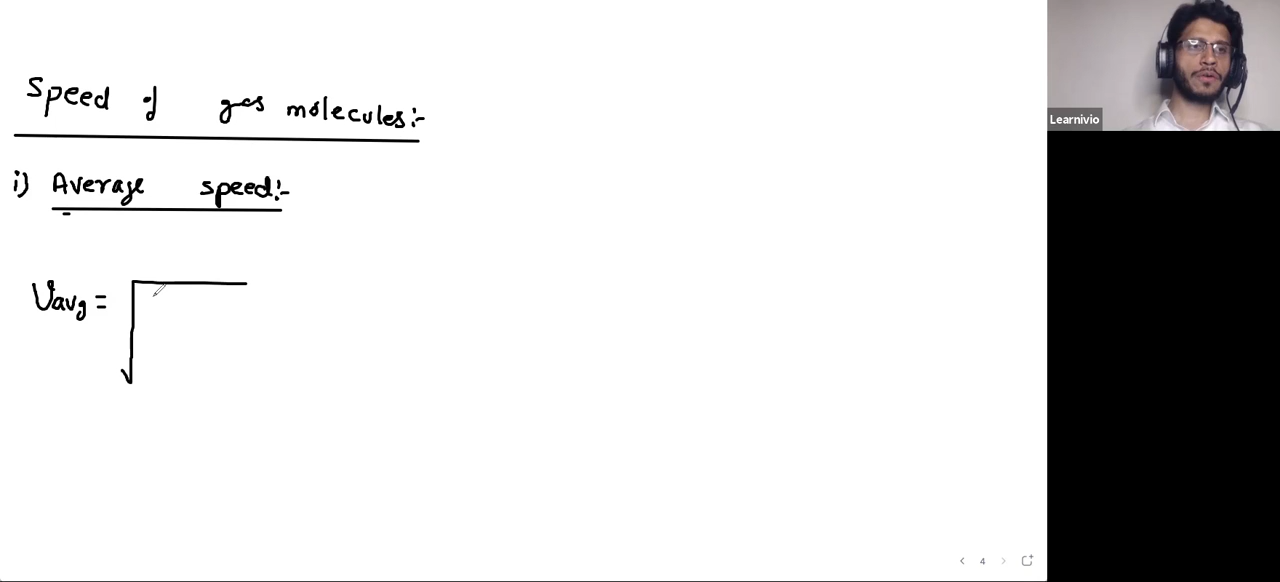 Speed of gas molecules:-
i) Average speed:-
Vavg = √
Learnivio
4